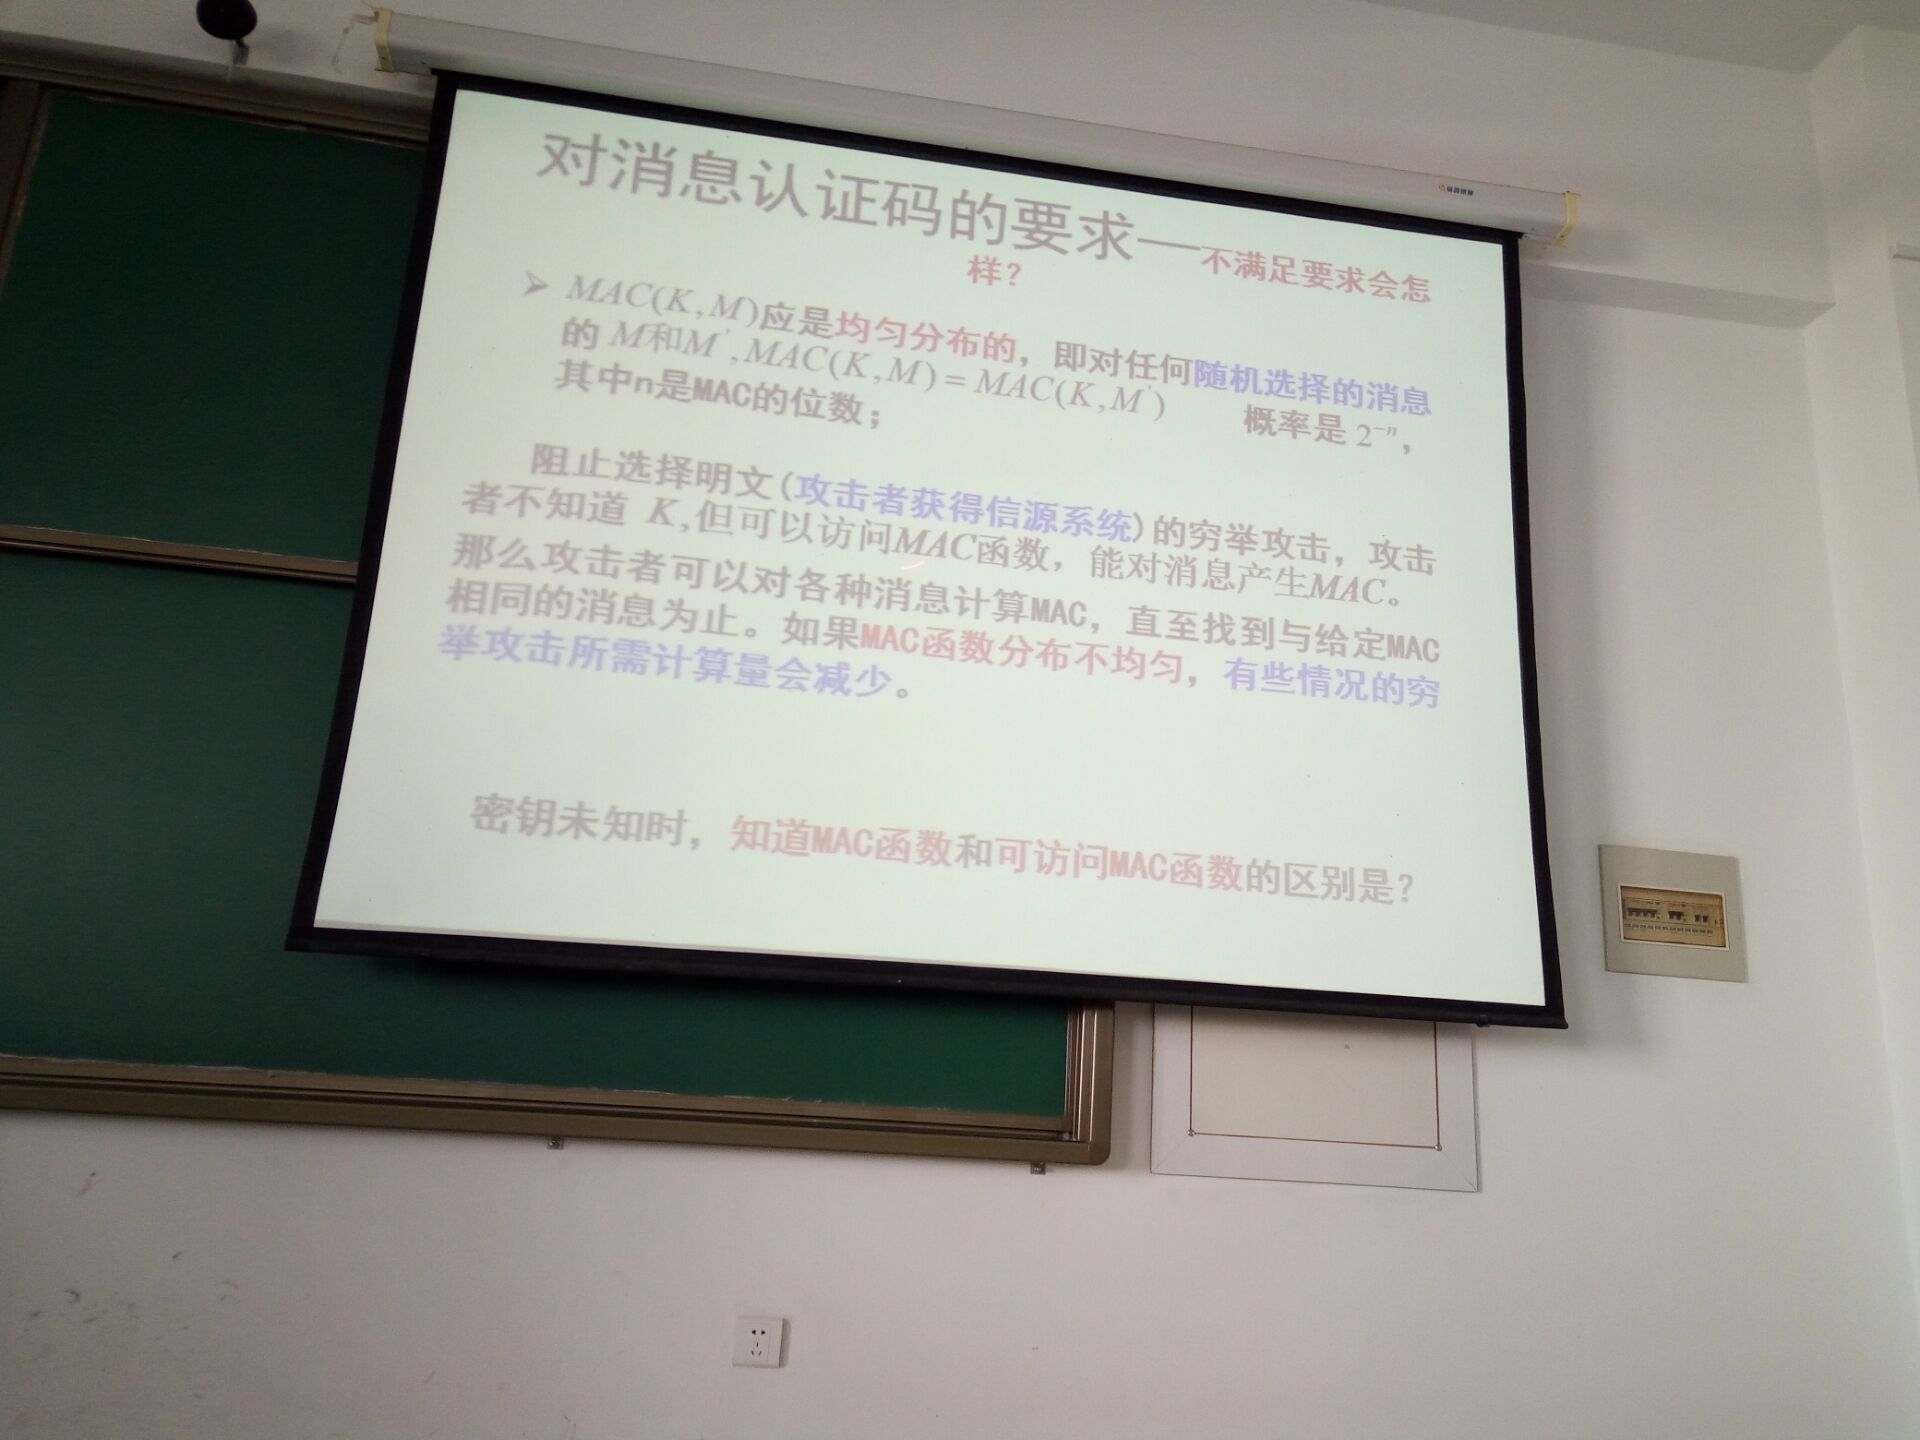 对消息认证码的要求—不满足要求会怎
样?
➢ MAC(K,M)应是均匀分布的，即对任何随机选择的消息
的 M和M',MAC(K,M)=MAC(K,M') 概率是 2⁻ⁿ，
其中n是MAC的位数；
阻止选择明文(攻击者获得信源系统)的穷举攻击，攻击
者不知道 K,但可以访问MAC函数，能对消息产生MAC。
那么攻击者可以对各种消息计算MAC，直至找到与给定MAC
相同的消息为止。如果MAC函数分布不均匀，有些情况的穷
举攻击所需计算量会减少。
密钥未知时，知道MAC函数和可访问MAC函数的区别是?